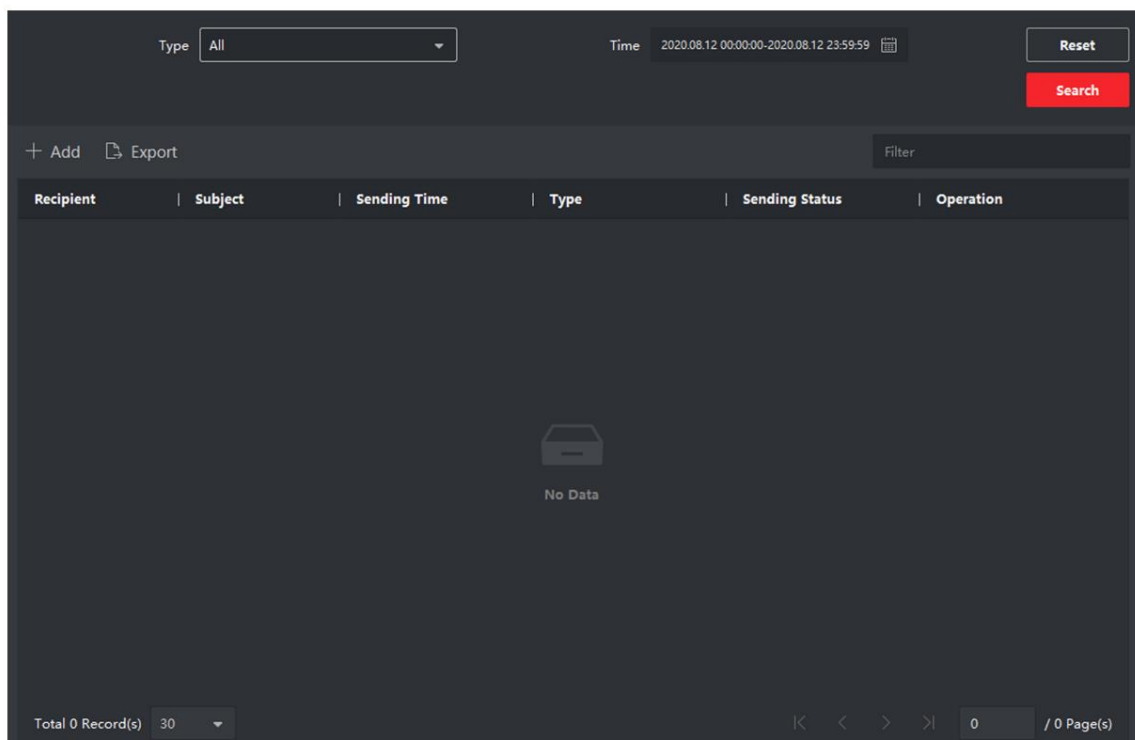 Type All Time 2020.08.12 00:00:00-2020.08.12 23:59:59 Reset
Search
Add Export Filter
Recipient Subject Sending Time Type Sending Status Operation
No Data
Total 0 Record(s) 30 0 / 0 Page(s)